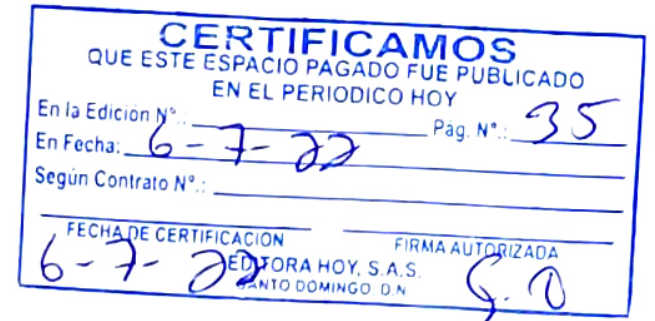 CERTIFICAMOS
QUE ESTE ESPACIO PAGADO FUE PUBLICADO
EN EL PERIODICO HOY
En la Edición N°.: Pág. N°.: 35
En Fecha: 6-7-22
Según Contrato N°.:
FECHA DE CERTIFICACION FIRMA AUTORIZADA
6-7-22 EDITORA HOY, S.A.S. G.D
SANTO DOMINGO. D.N